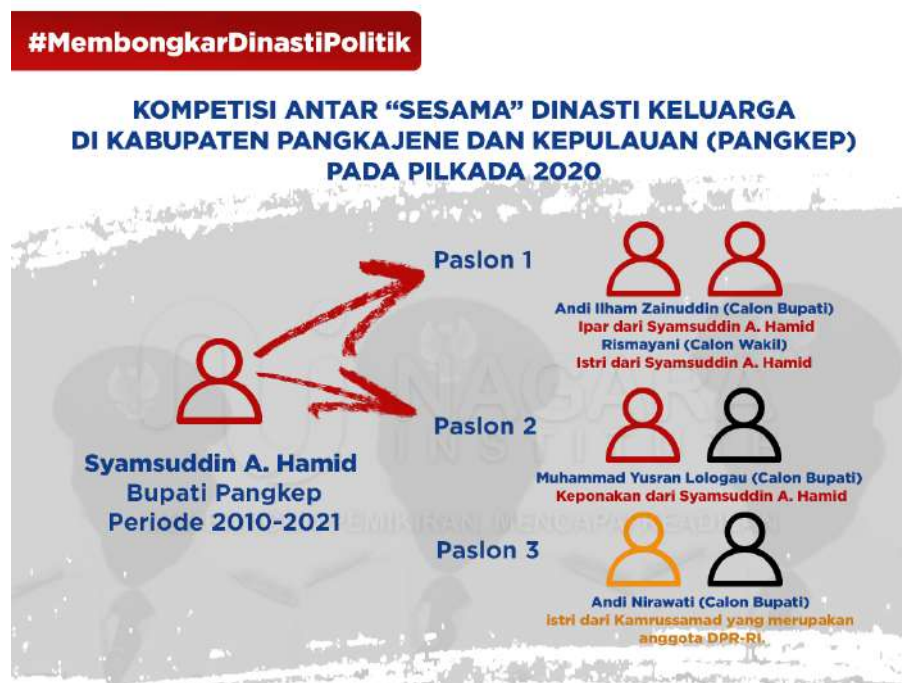 #MembongkarDinastiPolitik
KOMPETISI ANTAR “SESAMA” DINASTI KELUARGA
DI KABUPATEN PANGKAJENE DAN KEPULAUAN (PANGKEP)
PADA PILKADA 2020
Paslon 1
Andi Ilham Zainuddin (Calon Bupati)
Ipar dari Syamsuddin A. Hamid
Rismayani (Calon Wakil)
Istri dari Syamsuddin A. Hamid
Syamsuddin A. Hamid
Bupati Pangkep
Periode 2010-2021
Paslon 2
Muhammad Yusran Lologau (Calon Bupati)
Keponakan dari Syamsuddin A. Hamid
Paslon 3
Andi Nirawati (Calon Bupati)
istri dari Kamrussamad yang merupakan
anggota DPR-RI.
NAGARA